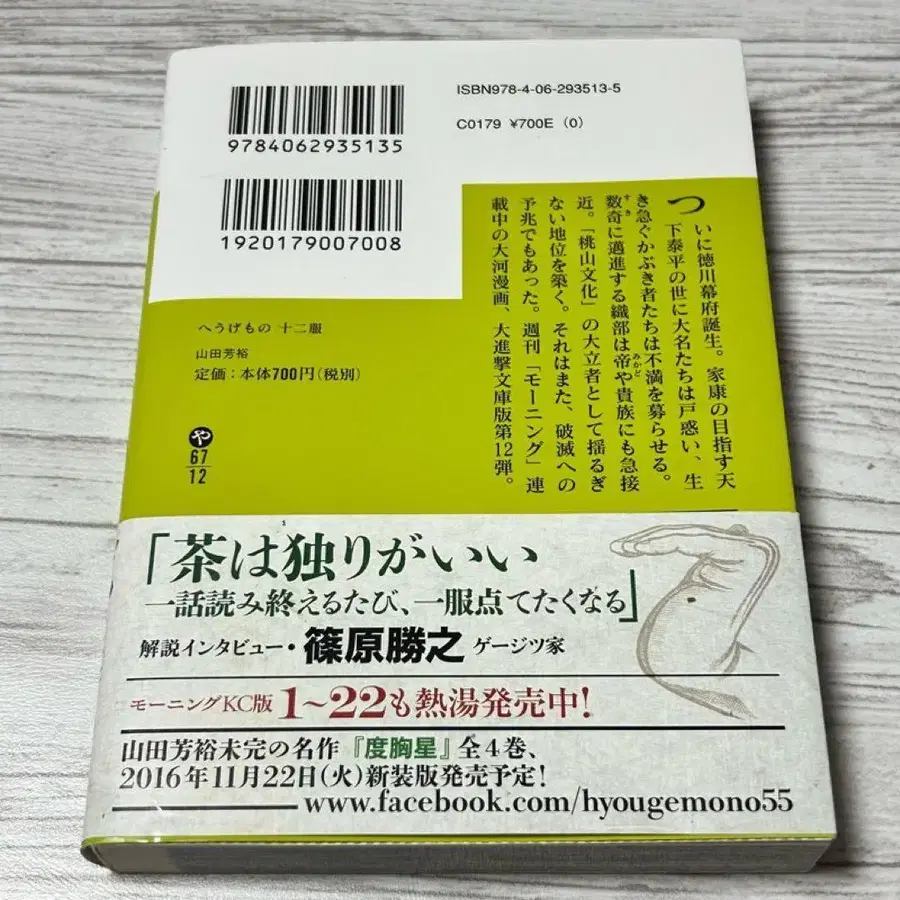 9784062935135
1920179007008
ISBN978-4-06-293513-5
C0179 ¥700E (0)
ついに徳川幕府誕生。家康の目指す天
下泰平の世に大名たちは戸惑い、生
き急ぐかぶき者たちは不満を募らせる。
数奇に邁進する織部は帝や貴族にも急接
すき
みかど
近。「桃山文化」の大立者として揺るぎ
ない地位を築く。それはまた、破滅への
予兆でもあった。週刊「モーニング」連
載中の大河漫画、大進撃文庫版第12弾。
へうげもの 十二服
山田芳裕
定価:本体700円(税別)
や
67
12
「茶は独りがいい
一話読み終えるたび、一服点てたくなる」
解説インタビュー・篠原勝之 ゲージツ家
モーニングKC版 1~22も熱湯発売中!
山田芳裕未完の名作『度胸星』全4巻、
2016年11月22日(火)新装版発売予定!
www.facebook.com/hyougemono55